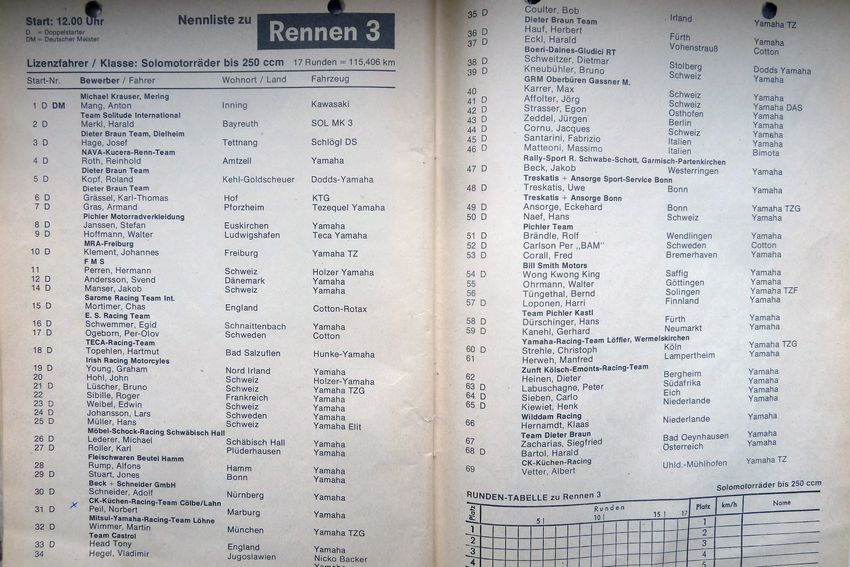 Start: 12.00 Uhr
D = Doppelstarter
DM = Deutscher Meister
Nennliste zu Rennen 3
Lizenzfahrer / Klasse: Solomotorräder bis 250 ccm 17 Runden = 115,406 km
Start-Nr. Bewerber / Fahrer Wohnort / Land Fahrzeug
Michael Krauser, Mering
1 D DM Mang, Anton Inning Kawasaki
Team Solitude International
2 D Merkl, Harald Bayreuth SOL MK 3
Dieter Braun Team, Dielheim
3 D Hage, Josef Tettnang Schlögl DS
NAVA-Kucera-Renn-Team
4 D Roth, Reinhold Amtzell Yamaha
Dieter Braun Team
5 D Kopf, Roland Kehl-Goldscheuer Dodds-Yamaha
Dieter Braun Team
6 D Grässel, Karl-Thomas Hof KTG
7 D Gras, Armand Pforzheim Tezequel Yamaha
Pichler Motorradverkleidung
8 D Janssen, Stefan Euskirchen Yamaha
9 D Hoffmann, Walter Ludwigshafen Teca Yamaha
MRA-Freiburg
10 D Klement, Johannes Freiburg Yamaha TZ
F M S
11 Perren, Hermann Schweiz Holzer Yamaha
12 D Andersson, Svend Dänemark Yamaha
14 D Manser, Jakob Schweiz Yamaha
Sarome Racing Team Int.
15 D Mortimer, Chas England Cotton-Rotax
E. S. Racing Team
16 D Schwemmer, Egid Schnaittenbach Yamaha
17 D Ogeborn, Per-Olov Schweden Cotton
TECA-Racing-Team
18 D Topehlen, Hartmut Bad Salzuflen Hunke-Yamaha
Irish Racing Motorcyles
19 D Young, Graham Nord Irland Yamaha
20 Hohl, John Schweiz Holzer-Yamaha
21 D Lüscher, Bruno Schweiz Yamaha TZG
22 Sibille, Roger Frankreich Yamaha
23 D Weibel, Edwin Schweiz Yamaha
24 D Johansson, Lars Schweden Yamaha
25 D Müller, Hans Schweiz Yamaha Elit
Möbel-Schock-Racing Schwäbisch Hall
26 D Lederer, Michael Schäbisch Hall Yamaha
27 D Roller, Karl Plüderhausen Yamaha
Fleischwaren Beutel Hamm
28 Rump, Alfons Hamm Yamaha
29 D Stuart, Jones Bonn Yamaha
Beck + Schneider GmbH
30 D Schneider, Adolf Nürnberg Yamaha
CK-Küchen-Racing-Team Cölbe/Lahn
31 D Peil, Norbert Marburg Yamaha
Mitsui-Yamaha-Racing-Team Löhne
32 D Wimmer, Martin München Yamaha TZG
Team Castrol
33 D Head Tony England Yamaha
34 Hegel, Vladimir Jugoslawien Nicko Backer
Yamaha
35 D Coulter, Bob Irland Yamaha TZ
Dieter Braun Team
36 D Hauf, Herbert Fürth Yamaha
37 D Eckl, Harald Vohenstrauß Cotton
Boeri-Daines-Giudici RT
38 D Schweitzer, Dietmar Stolberg Dodds Yamaha
39 D Kneubühler, Bruno Schweiz Yamaha
GRM Oberbüren Gassner M.
40 Karrer, Max Schweiz Yamaha
41 D Affolter, Jörg Schweiz Yamaha DAS
42 D Strasser, Egon Osthofen Yamaha
43 D Zeddel, Jürgen Berlin Yamaha
44 D Cornu, Jacques Schweiz Yamaha
45 D Santarini, Fabrizio Italien Yamaha
46 D Matteoni, Massimo Italien Bimota
Rally-Sport R. Schwabe-Schott, Garmisch-Partenkirchen
47 D Beck, Jakob Westerringen Yamaha
Treskatis + Ansorge Sport-Service Bonn
48 D Treskatis, Uwe Bonn Yamaha
Treskatis + Ansorge Bonn
49 D Ansorge, Eckehard Bonn Yamaha TZG
50 D Naef, Hans Schweiz Yamaha
Pichler Team
51 D Brändle, Rolf Wendlingen Yamaha
52 D Carlson Per „BAM" Schweden Cotton
53 D Corall, Fred Bremerhaven Yamaha
Bill Smith Motors
54 D Wong Kwong King Saffig Yamaha
55 Ohrmann, Walter Göttingen Yamaha
56 Tüngethal, Bernd Solingen Yamaha TZF
57 D Loponen, Harri Finnland Yamaha
Team Pichler Kastl
58 D Dürschinger, Hans Fürth Yamaha
59 D Kanehl, Gerhard Neumarkt Yamaha
Yamaha-Racing-Team Löffler, Wermelskirchen
60 D Strehle, Christoph Köln Yamaha TZG
61 Herweh, Manfred Lampertheim Yamaha
Zunft Kölsch-Emonts-Racing-Team
62 Heinen, Dieter Bergheim Yamaha
63 D Labuschagne, Peter Südafrika Yamaha
64 D Sieben, Carlo Eich Yamaha
65 D Kiewiet, Henk Niederlande Yamaha
Wilddam Racing
66 Hernamdt, Klaas Niederlande Yamaha
Team Dieter Braun
67 Zacharias, Siegfried Bad Oeynhausen Yamaha
68 D Bartol, Harald Österreich Yamaha
CK-Küchen-Racing
69 Vetter, Albert Uhld.-Mühlhofen Yamaha TZ
RUNDEN-TABELLE zu Rennen 3 Solomotorräder bis 250 ccm
Platz Runden Platz km/h Name
5 10 15 17
1 1
2 2
3 3
4 4